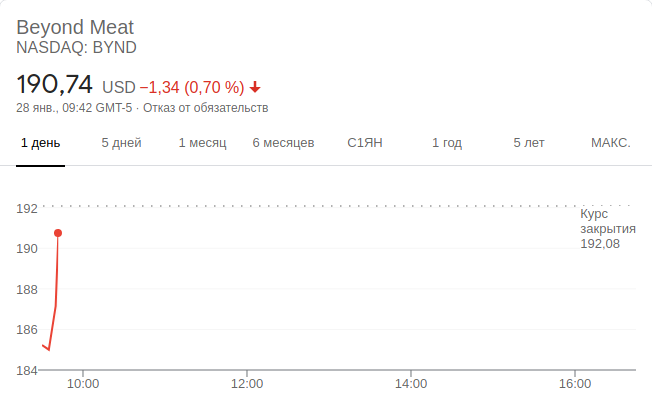 Beyond Meat
NASDAQ: BYND
190,74 USD −1,34 (0,70 %)
28 янв., 09:42 GMT-5 · Отказ от обязательств
1 день 5 дней 1 месяц 6 месяцев С1ЯН 1 год 5 лет МАКС.
192
Курс
закрытия
192,08
190
188
186
184
10:00 12:00 14:00 16:00